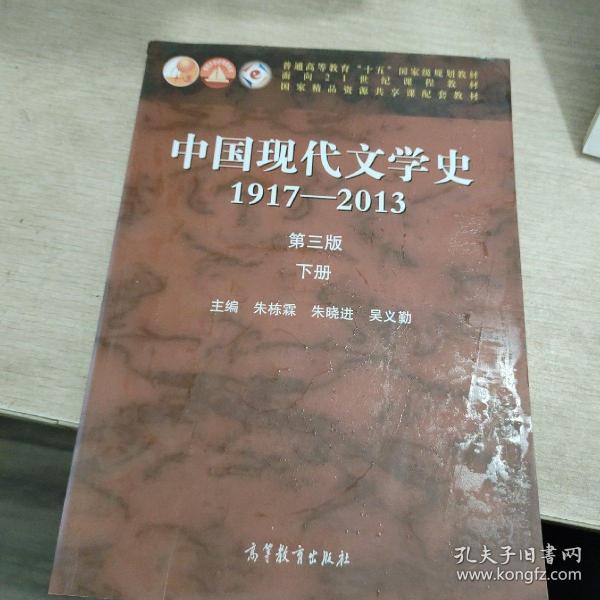 普通高等教育“十五”国家级规划教材
面向21世纪课程教材
国家精品资源共享课配套教材
中国现代文学史
1917—2013
第三版
下册
主编 朱栋霖 朱晓进 吴义勤
高等教育出版社
孔夫子旧书网
www.kongfz.com